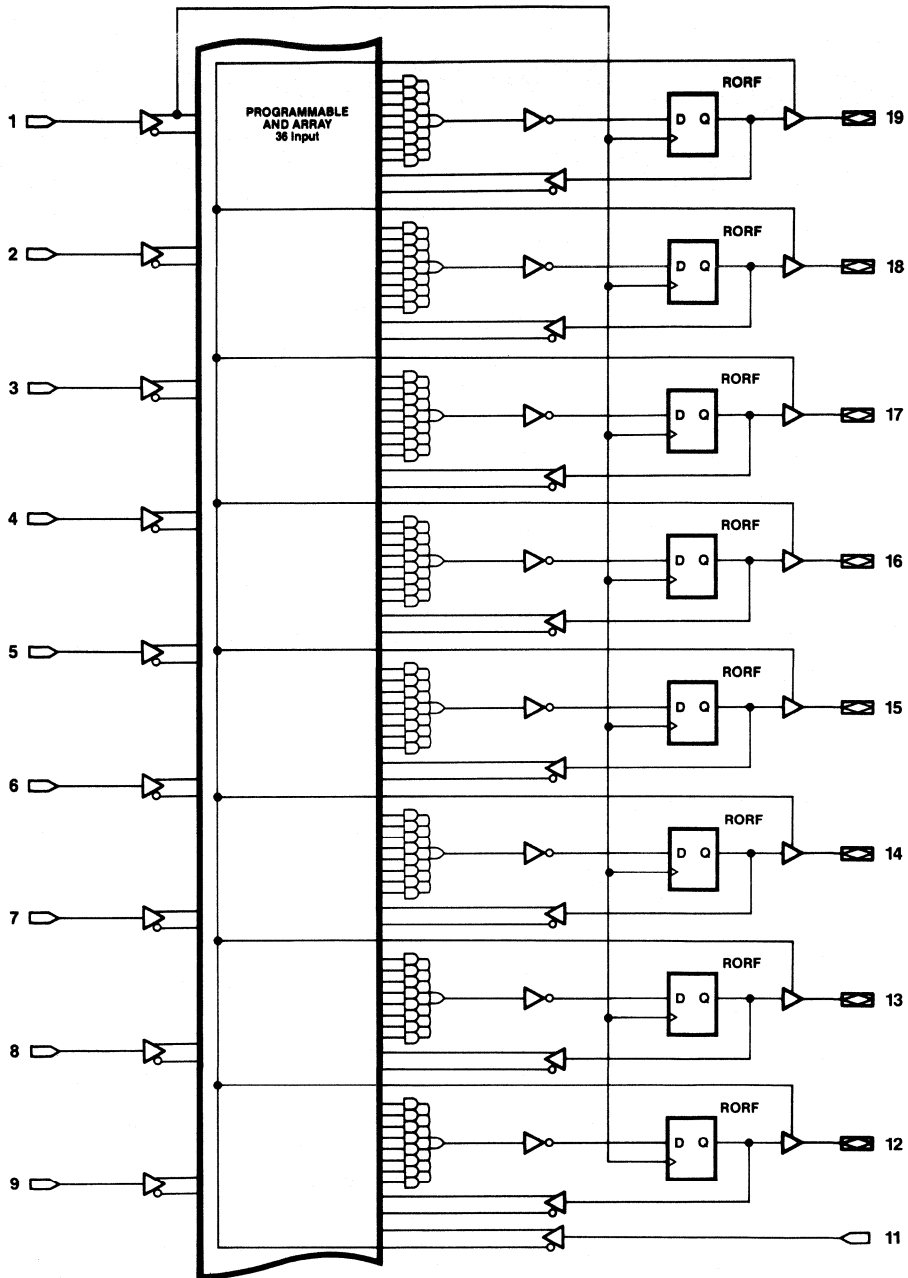 PROGRAMMABLE
AND ARRAY
36 Input
1
2
3
4
5
6
7
8
9
RORF
D Q
19
RORF
D Q
18
RORF
D Q
17
RORF
D Q
16
RORF
D Q
15
RORF
D Q
14
RORF
D Q
13
RORF
D Q
12
11